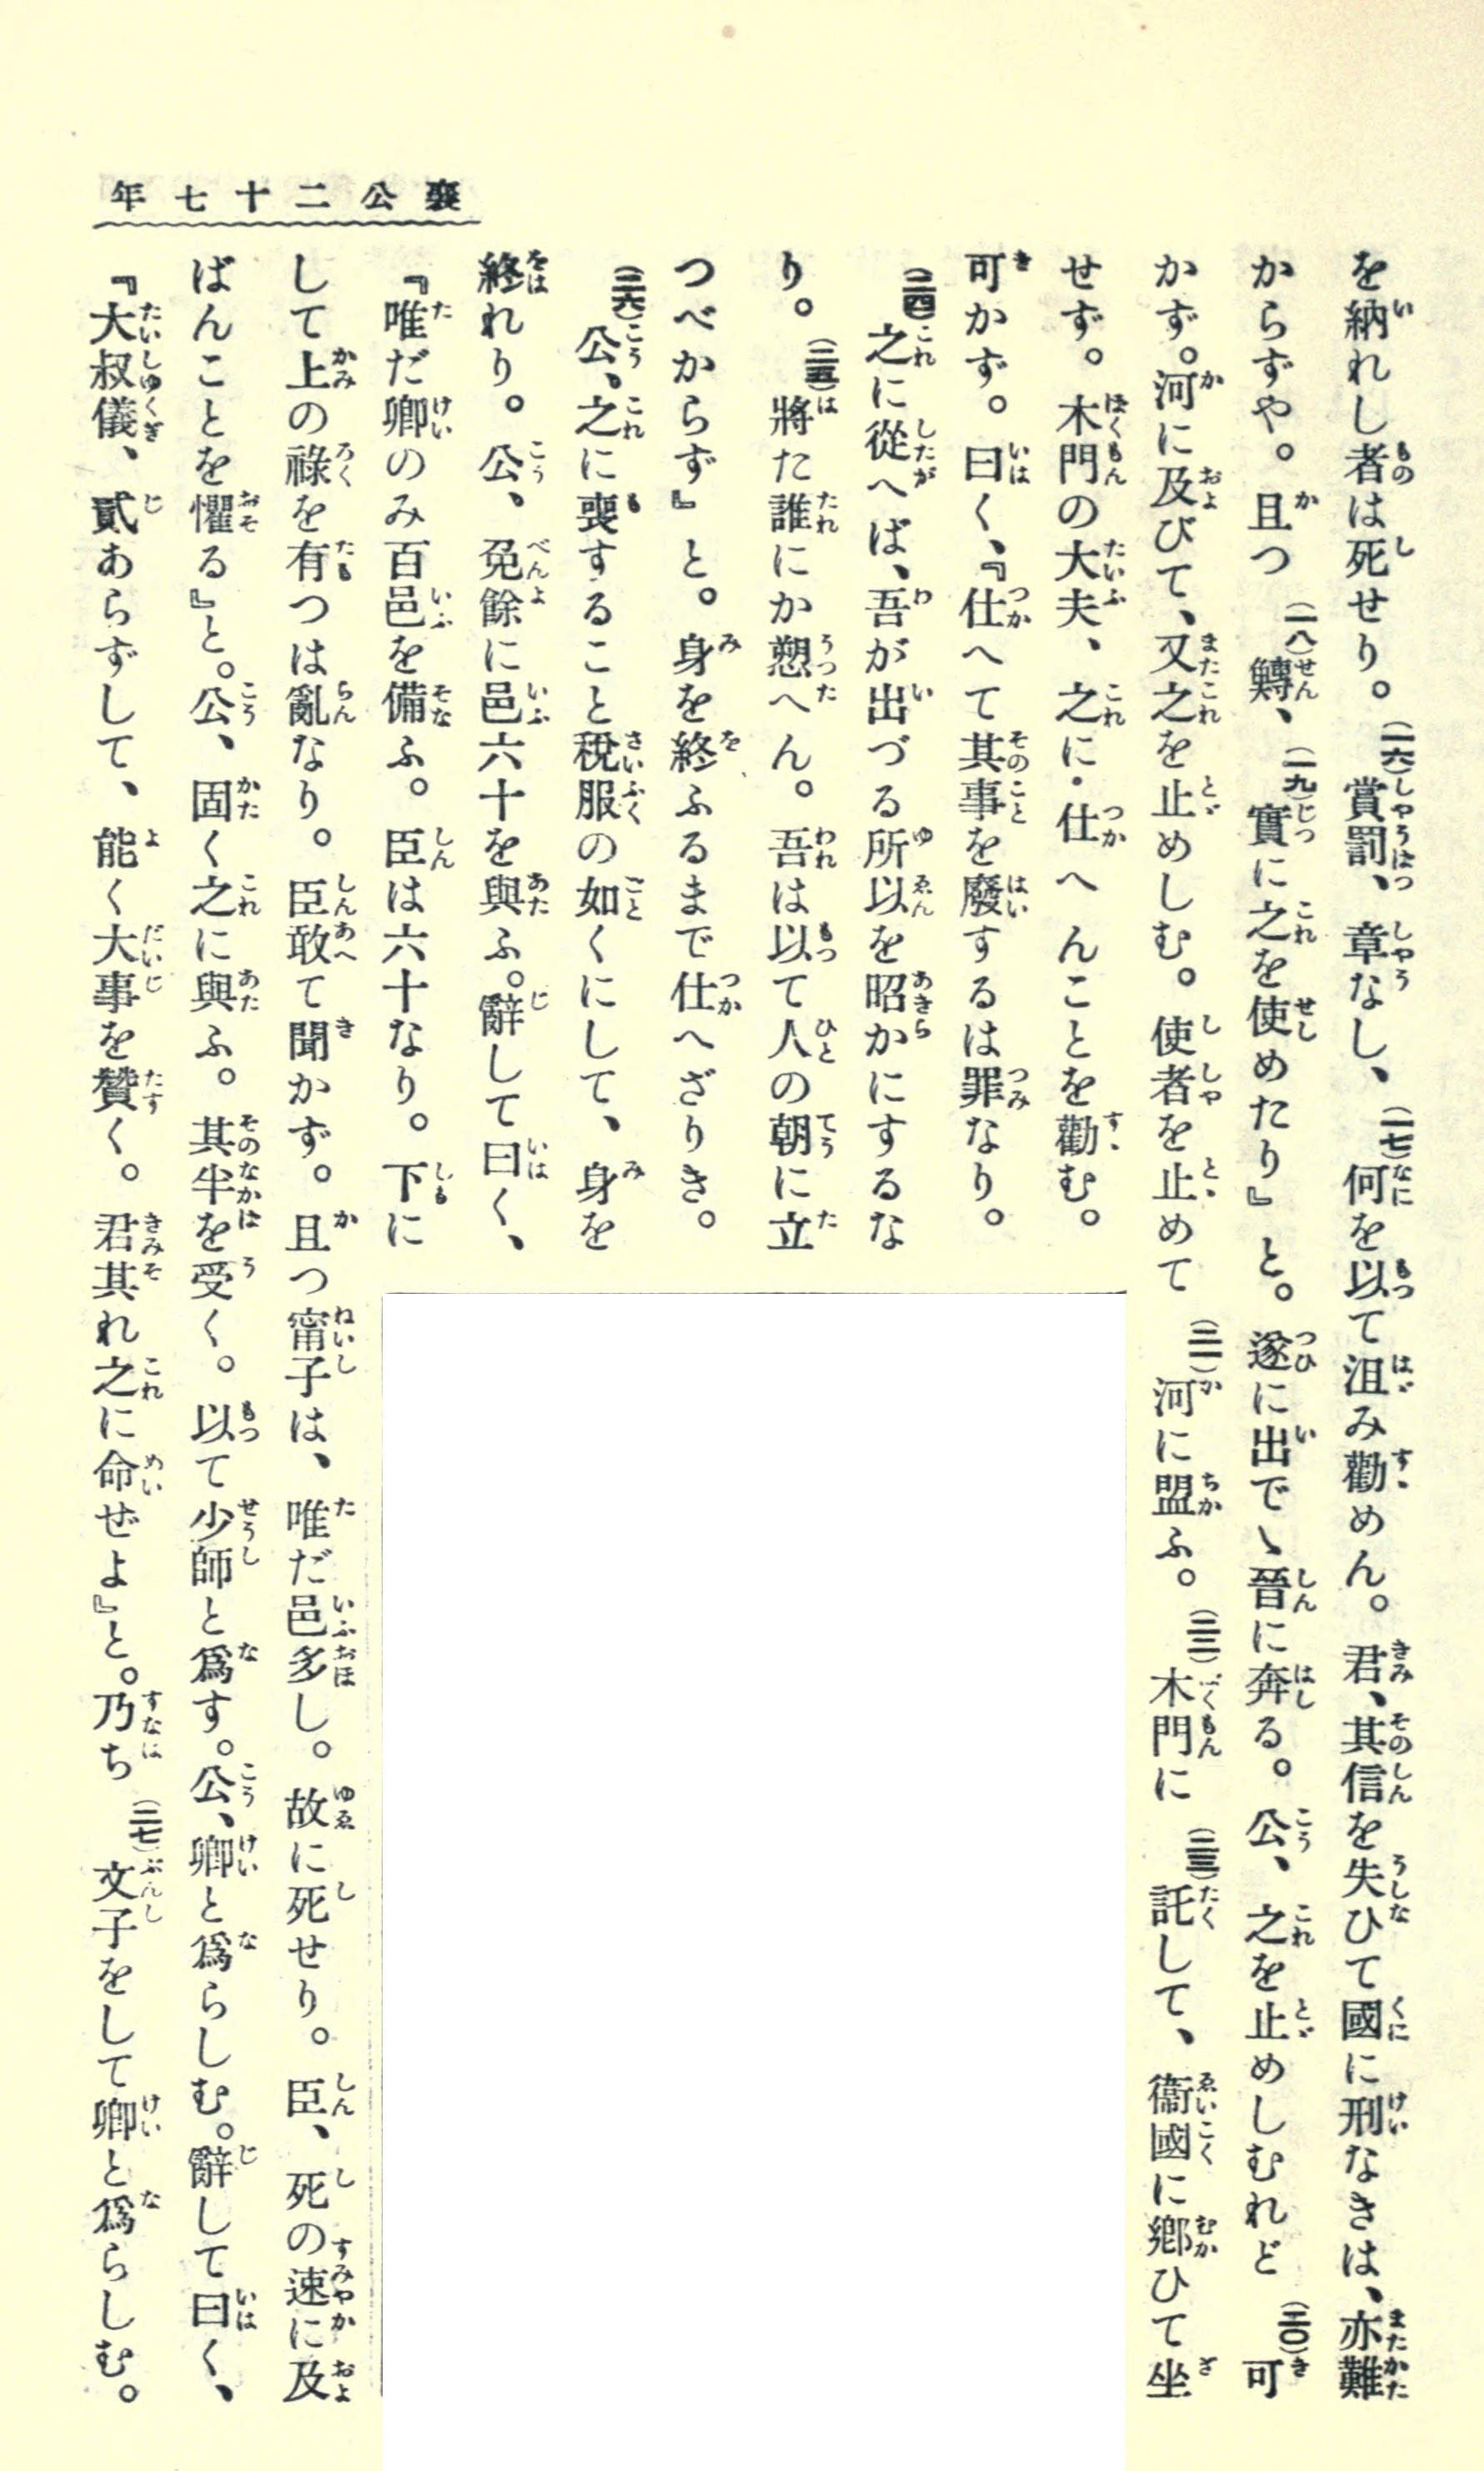 襄公二十七年
を納れし者は死せり。(一六)賞罰、章なし、(一七)何を以て沮み勸めん。君、其信を失ひて國に刑なきは、亦難
からずや。且つ(一八)鱄、(一九)實に之を使めたり』と。遂に出でゝ晉に奔る。公、之を止めしむれど(二〇)可
かず。河に及びて、又之を止めしむ。使者を止めて(二一)河に盟ふ。(二二)木門に(二三)託して、衞國に鄕ひて坐
せず。木門の大夫、之に仕へんことを勸む。
可かず。曰く、『仕へて其事を廢するは罪なり。
(二四)之に從へば、吾が出づる所以を昭かにするな
り。(二五)將た誰にか愬へん。吾は以て人の朝に立
つべからず』と。身を終ふるまで仕へざりき。
(二六)公、之に喪すること稅服の如くにして、身を
終れり。公、免餘に邑六十を與ふ。辭して曰く、
『唯だ卿のみ百邑を備ふ。臣は六十なり。下に
して上の祿を有つは亂なり。臣敢て聞かず。且つ甯子は、唯だ邑多し。故に死せり。臣、死の速に及
ばんことを懼る』と。公、固く之に與ふ。其半を受く。以て少師と爲す。公、卿と爲らしむ。辭して曰く、
『大叔儀、貳あらずして、能く大事を贊く。君其れ之に命ぜよ』と。乃ち(二七)文子をして卿と爲らしむ。